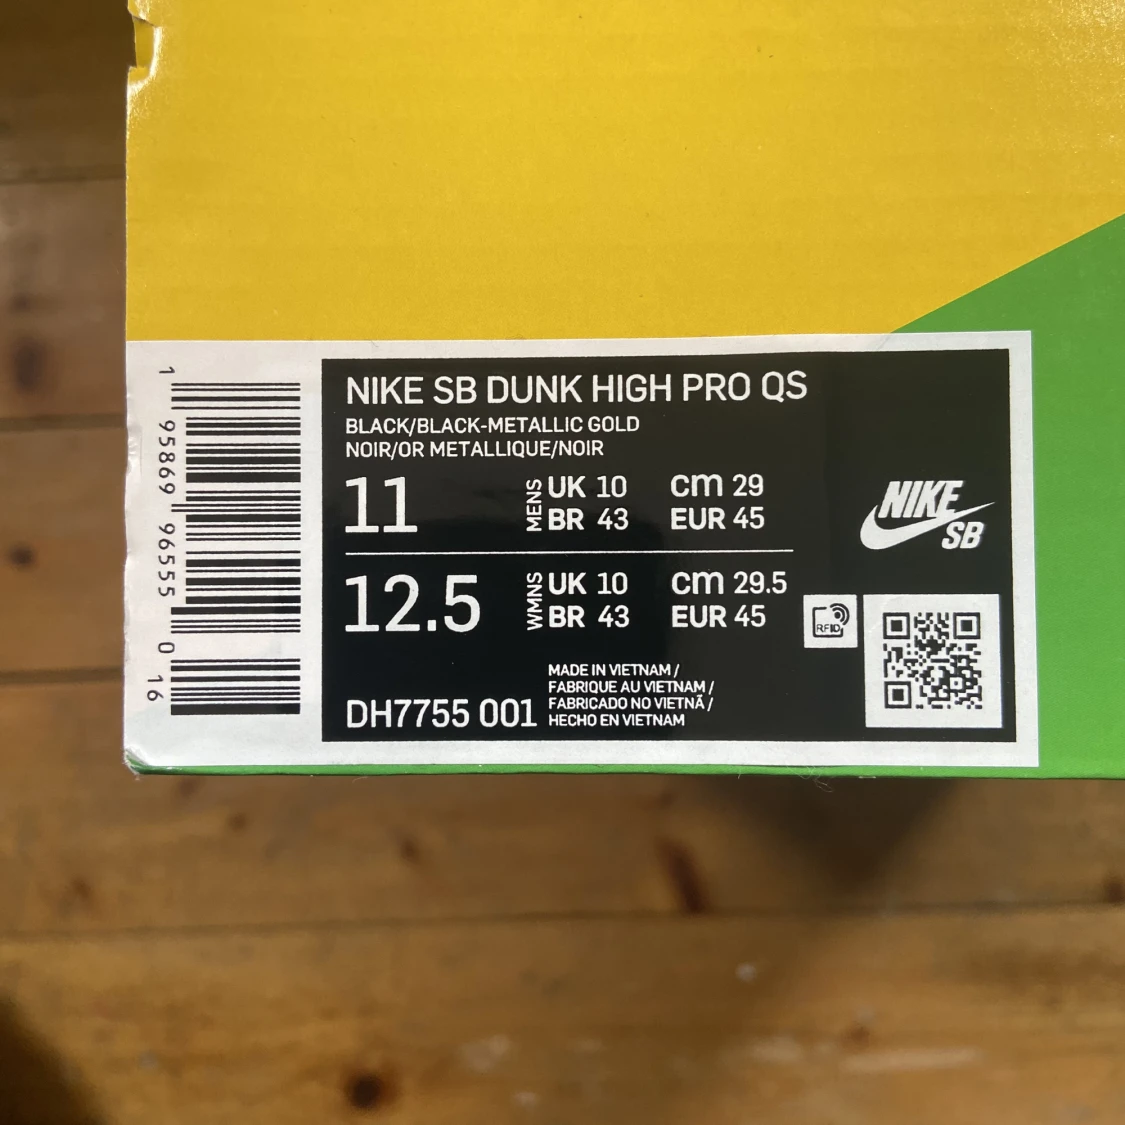 NIKE SB DUNK HIGH PRO QS
BLACK/BLACK-METALLIC GOLD
NOIR/OR METALLIQUE/NOIR
11 MENS UK 10 cm 29
BR 43 EUR 45
12.5 WMNS UK 10 cm 29.5
BR 43 EUR 45
NIKE
SB
RFID
MADE IN VIETNAM /
FABRIQUE AU VIETNAM /
FABRICADO NO VIETNÃ /
HECHO EN VIETNAM
DH7755 001
1 95869 96555 0 16